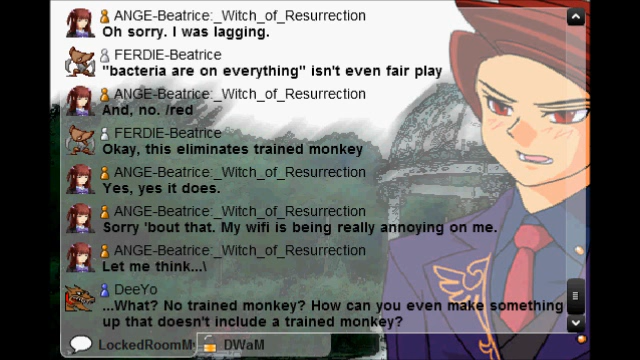 ANGE-Beatrice:_Witch_of_Resurrection
Oh sorry. I was lagging.
FERDIE-Beatrice
"bacteria are on everything" isn't even fair play
ANGE-Beatrice:_Witch_of_Resurrection
And, no. /red
FERDIE-Beatrice
Okay, this eliminates trained monkey
ANGE-Beatrice:_Witch_of_Resurrection
Yes, yes it does.
ANGE-Beatrice:_Witch_of_Resurrection
Sorry 'bout that. My wifi is being really annoying on me.
ANGE-Beatrice:_Witch_of_Resurrection
Let me think...\
DeeYo
...What? No trained monkey? How can you even make something
up that doesn't include a trained monkey?
LockedRoomM
DWaM